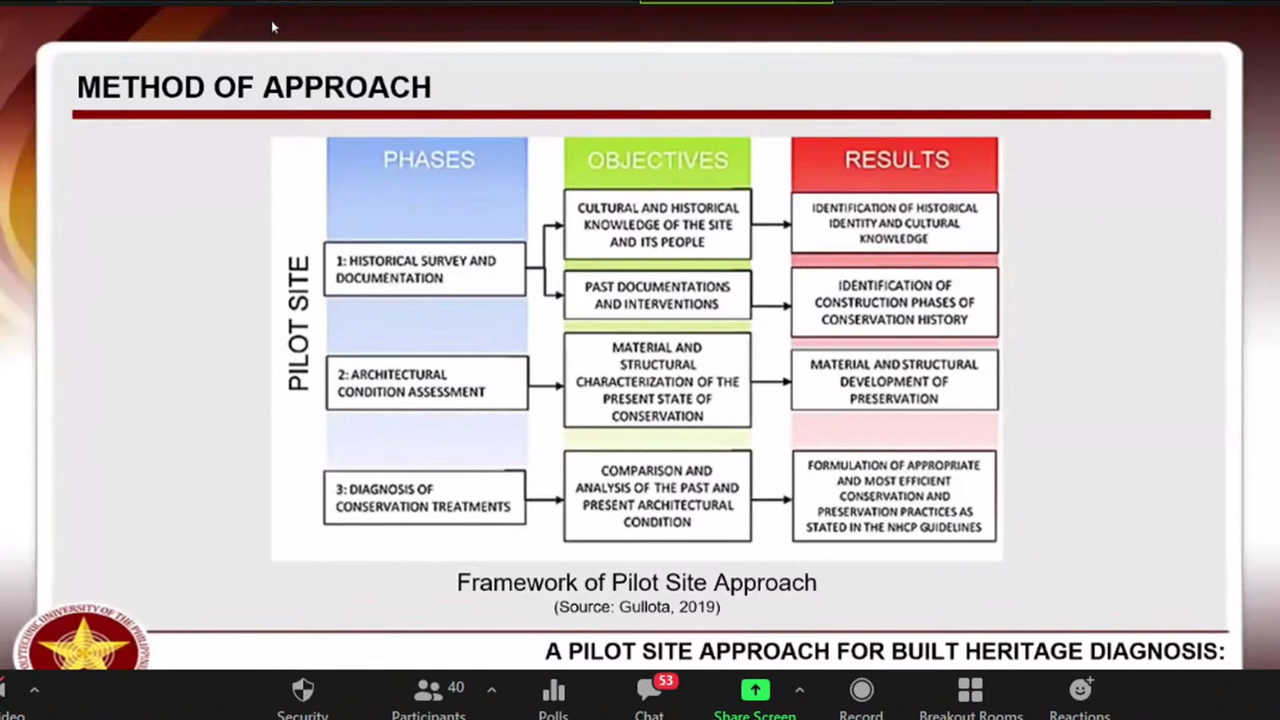 METHOD OF APPROACH
PHASES
OBJECTIVES
RESULTS
PILOT SITE
1: HISTORICAL SURVEY AND
DOCUMENTATION
CULTURAL AND HISTORICAL
KNOWLEDGE OF THE SITE
AND ITS PEOPLE
IDENTIFICATION OF HISTORICAL
IDENTITY AND CULTURAL
KNOWLEDGE
PAST DOCUMENTATIONS
AND INTERVENTIONS
IDENTIFICATION OF
CONSTRUCTION PHASES OF
CONSERVATION HISTORY
2: ARCHITECTURAL
CONDITION ASSESSMENT
MATERIAL AND
STRUCTURAL
CHARACTERIZATION OF THE
PRESENT STATE OF
CONSERVATION
MATERIAL AND STRUCTURAL
DEVELOPMENT OF
PRESERVATION
3: DIAGNOSIS OF
CONSERVATION TREATMENTS
COMPARISON AND
ANALYSIS OF THE PAST AND
PRESENT ARCHITECTURAL
CONDITION
FORMULATION OF APPROPRIATE
AND MOST EFFICIENT
CONSERVATION AND
PRESERVATION PRACTICES AS
STATED IN THE NHCP GUIDELINES
Framework of Pilot Site Approach
(Source: Gullota, 2019)
UNIVERSITY OF THE
A PILOT SITE APPROACH FOR BUILT HERITAGE DIAGNOSIS:
40
53
Security
Participants
Polls
Chat
Share Screen
Record
Breakout Rooms
Reactions